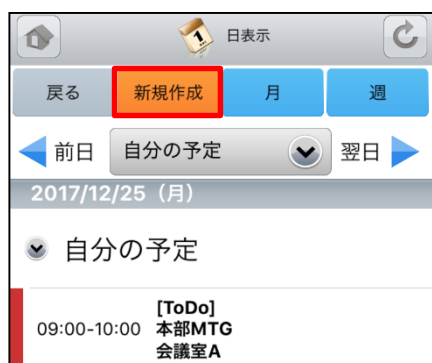 日表示
戻る 新規作成 月 週
前日 自分の予定 翌日
2017/12/25（月）
自分の予定
[ToDo]
09:00-10:00 本部MTG
会議室A